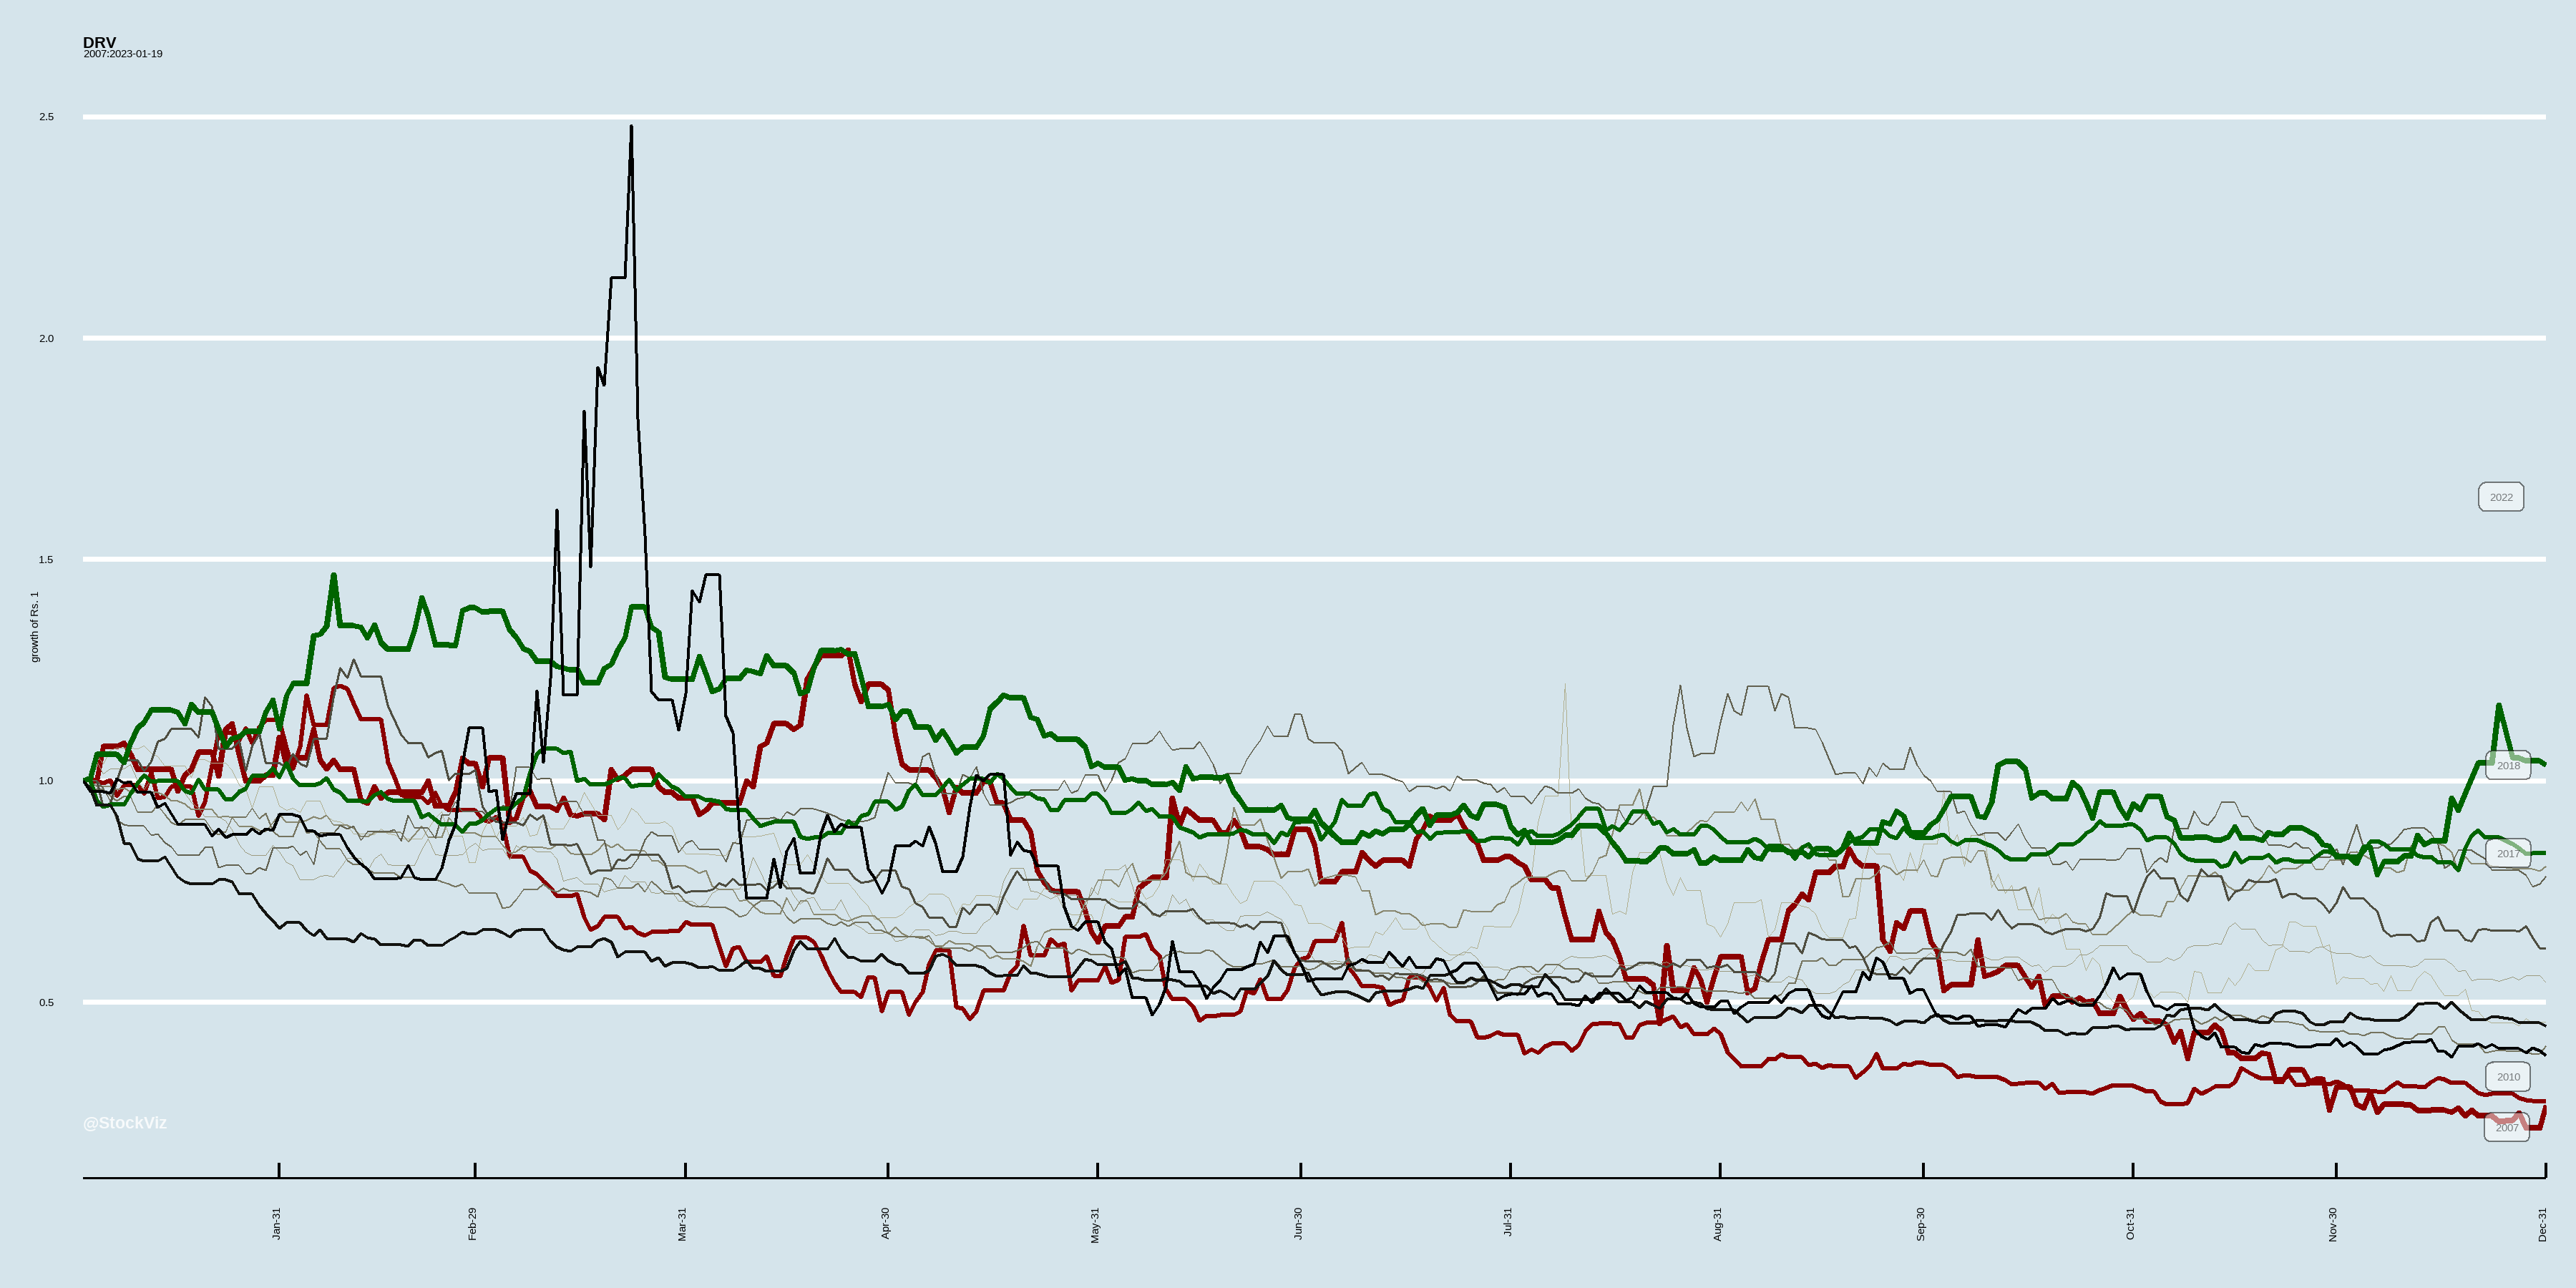 DRV
2007:2023-01-19
2.5
2.0
1.5
1.0
0.5
growth of Rs. 1
2022
2018
2017
2010
2007
@StockViz
Jan-31
Feb-29
Mar-31
Apr-30
May-31
Jun-30
Jul-31
Aug-31
Sep-30
Oct-31
Nov-30
Dec-31